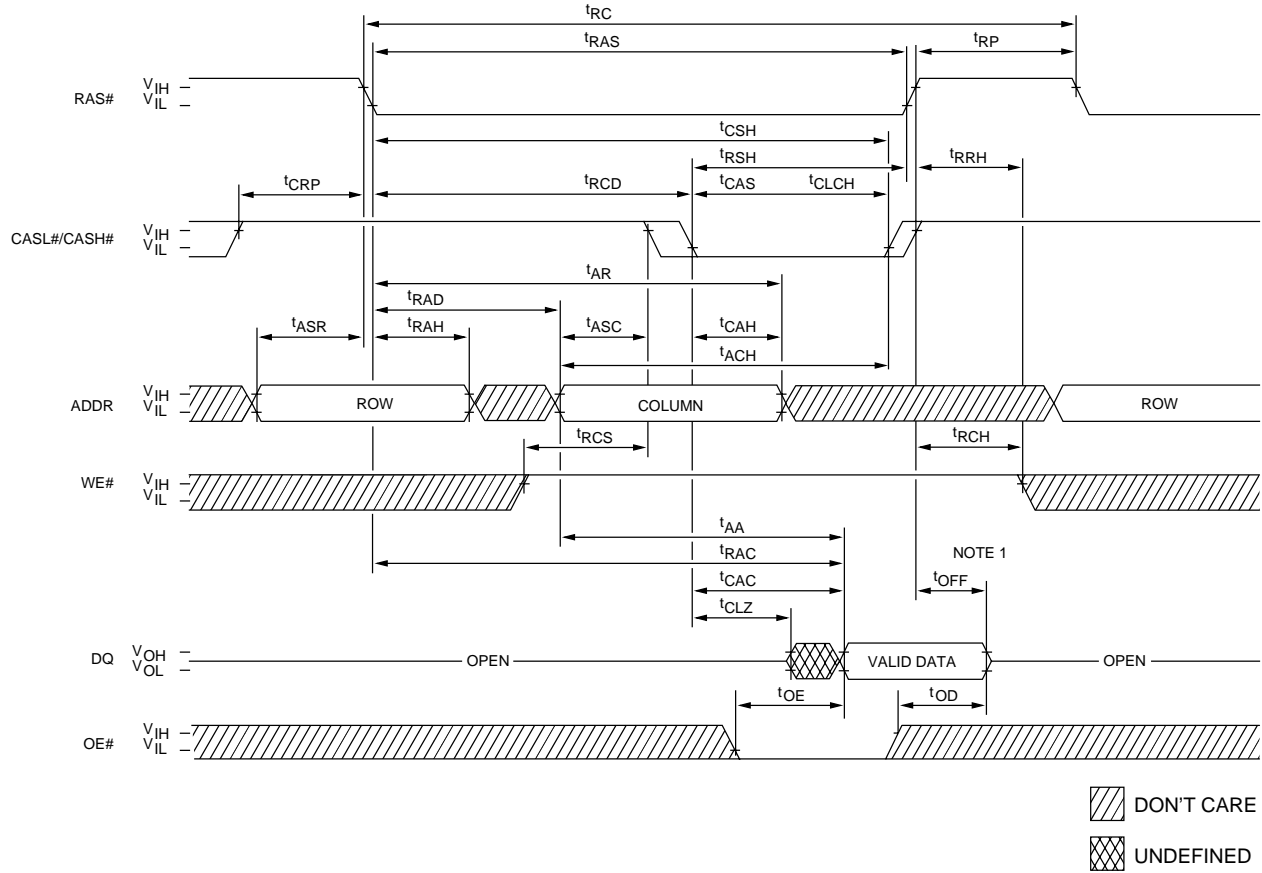 tRC
tRAS
tRP
RAS#
VIH
VIL
tCSH
tRSH
tRRH
tCRP
tRCD
tCAS
tCLCH
CASL#/CASH#
VIH
VIL
tAR
tRAD
tASR
tRAH
tASC
tCAH
tACH
ADDR
VIH
VIL
ROW
COLUMN
ROW
tRCS
tRCH
WE#
VIH
VIL
tAA
tRAC
NOTE 1
tCAC
tOFF
tCLZ
DQ
VOH
VOL
OPEN
VALID DATA
OPEN
tOE
tOD
OE#
VIH
VIL
DON'T CARE
UNDEFINED